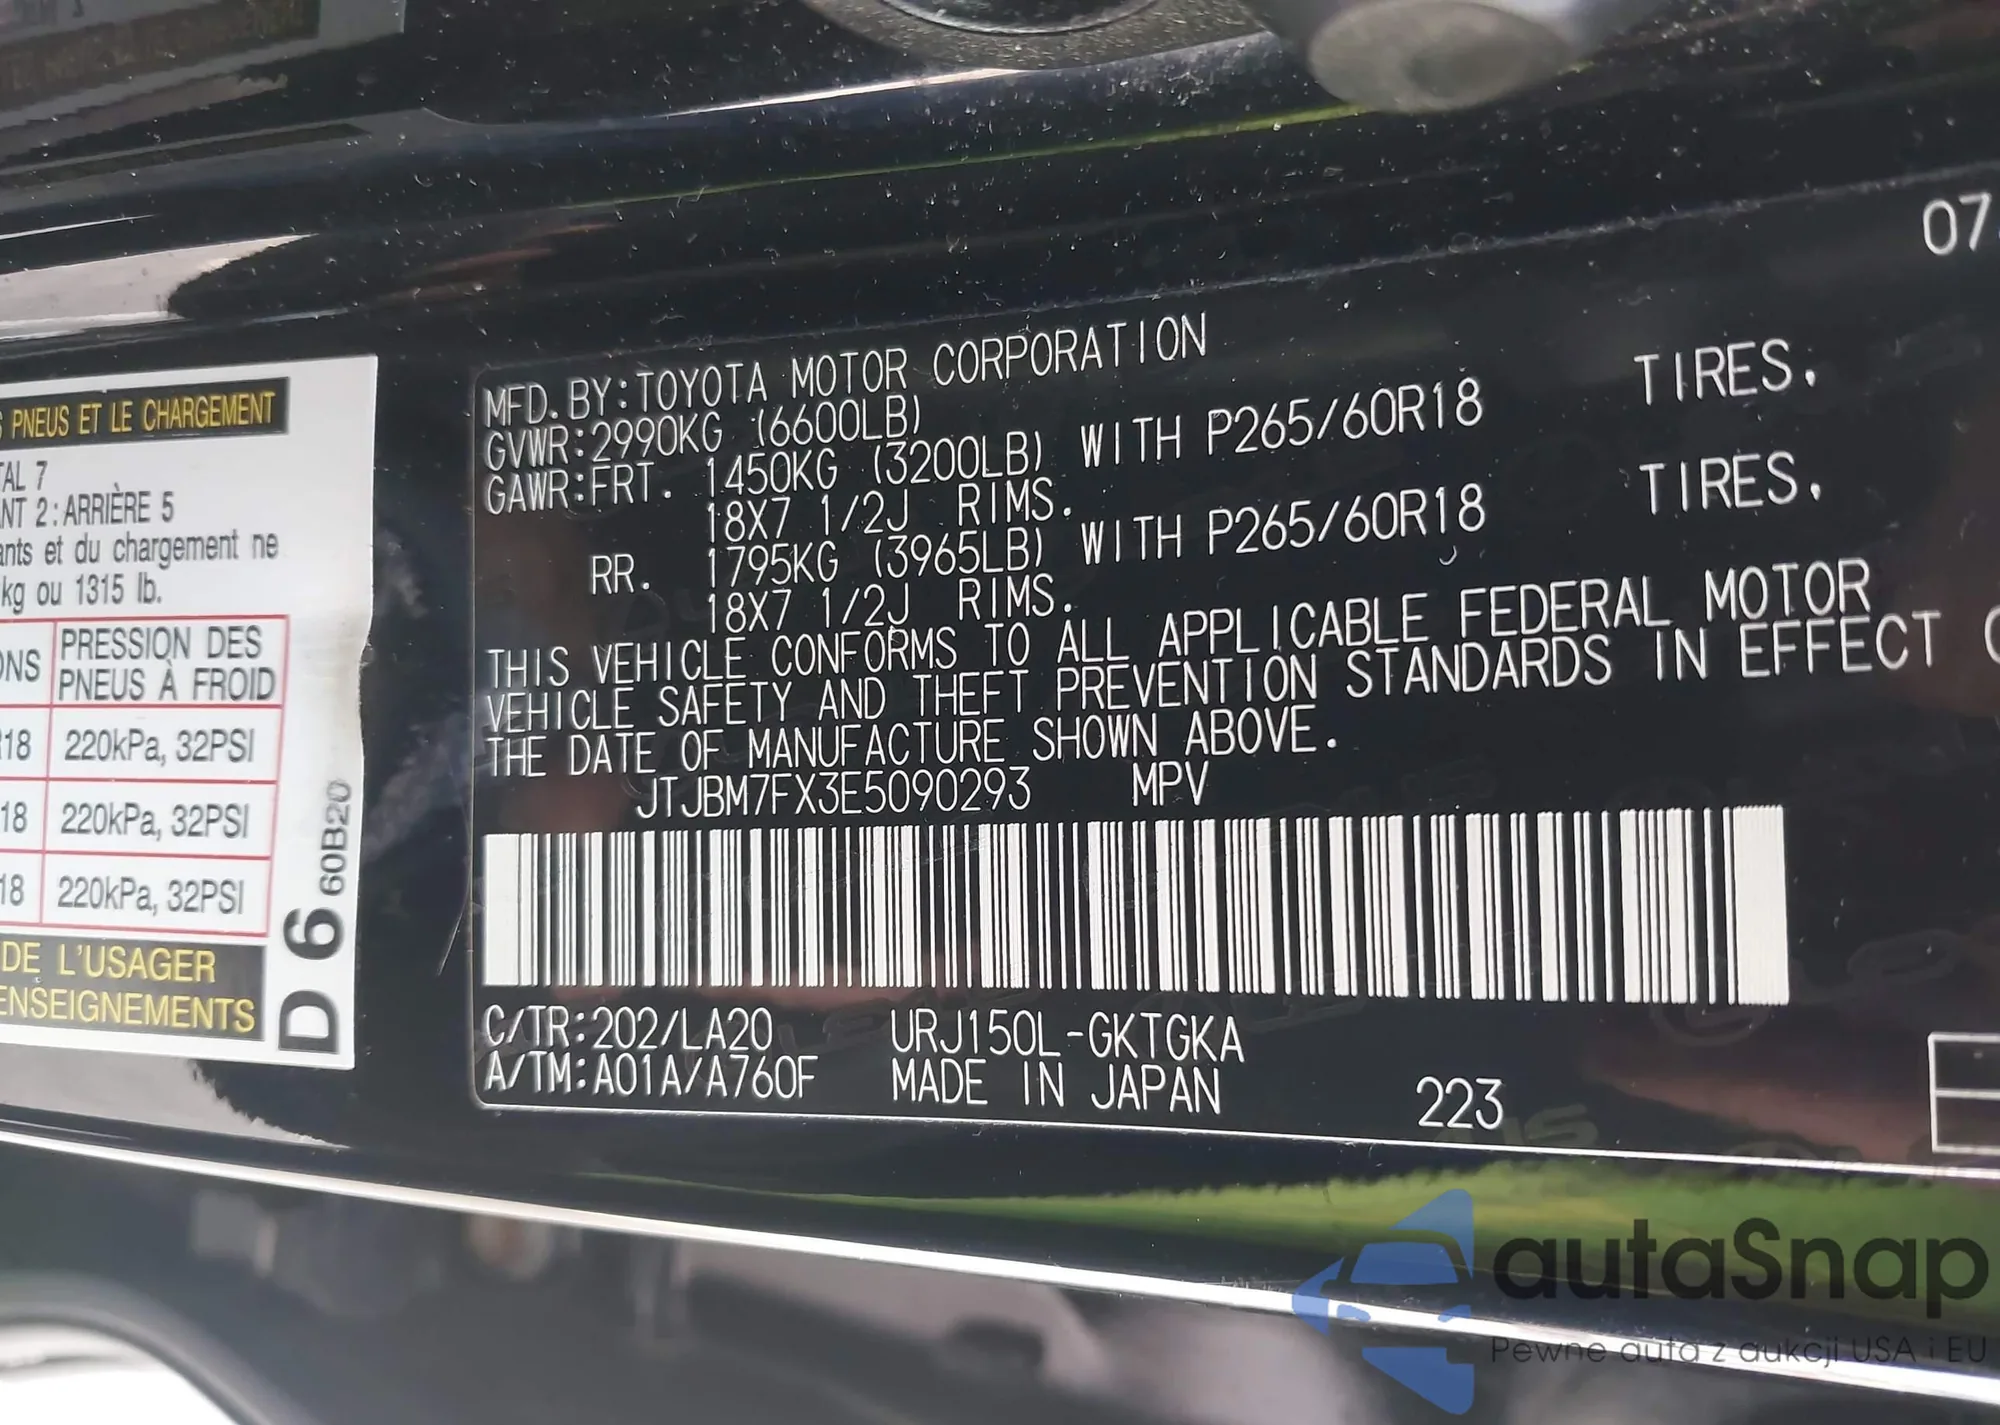 S PNEUS ET LE CHARGEMENT
TAL 7
ANT 2:ARRIÈRE 5
ants et du chargement ne
kg ou 1315 lb.
ONS PRESSION DES
PNEUS À FROID
R18 220kPa, 32PSI
18 220kPa, 32PSI
18 220kPa, 32PSI
DE L'USAGER
ENSEIGNEMENTS
D 6 60B20
07
MFD.BY:TOYOTA MOTOR CORPORATION
GVWR:2990KG (6600LB)
GAWR:FRT. 1450KG (3200LB) WITH P265/60R18 TIRES,
18X7 1/2J RIMS.
RR. 1795KG (3965LB) WITH P265/60R18 TIRES,
18X7 1/2J RIMS.
THIS VEHICLE CONFORMS TO ALL APPLICABLE FEDERAL MOTOR
VEHICLE SAFETY AND THEFT PREVENTION STANDARDS IN EFFECT
THE DATE OF MANUFACTURE SHOWN ABOVE.
JTJBM7FX3E5090293 MPV
C/TR:202/LA20 URJ150L-GKTGKA
A/TM:A01A/A760F MADE IN JAPAN 223
autaSnap
Pewne auta z aukcji USA i EU